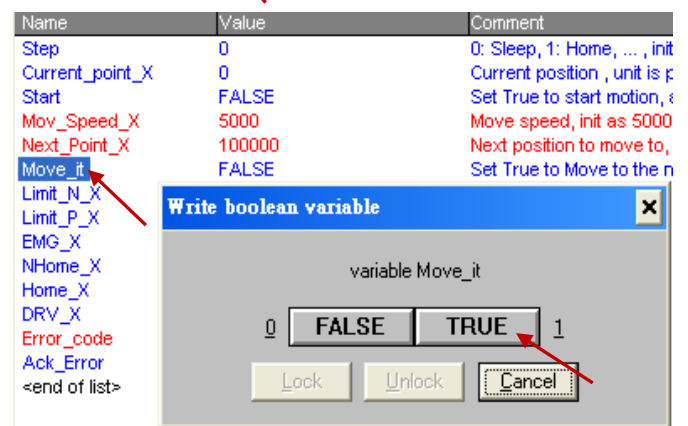 Name Value Comment
Step 0 0: Sleep, 1: Home, ... , init
Current_point_X 0 Current position , unit is p
Start FALSE Set True to start motion, a
Mov_Speed_X 5000 Move speed, init as 5000
Next_Point_X 100000 Next position to move to,
Move_it FALSE Set True to Move to the n
Limit_N_X
Limit_P_X
EMG_X
NHome_X
Home_X
DRV_X
Error_code
Ack_Error
<end of list>
Write boolean variable
variable Move_it
0 FALSE TRUE 1
Lock Unlock Cancel